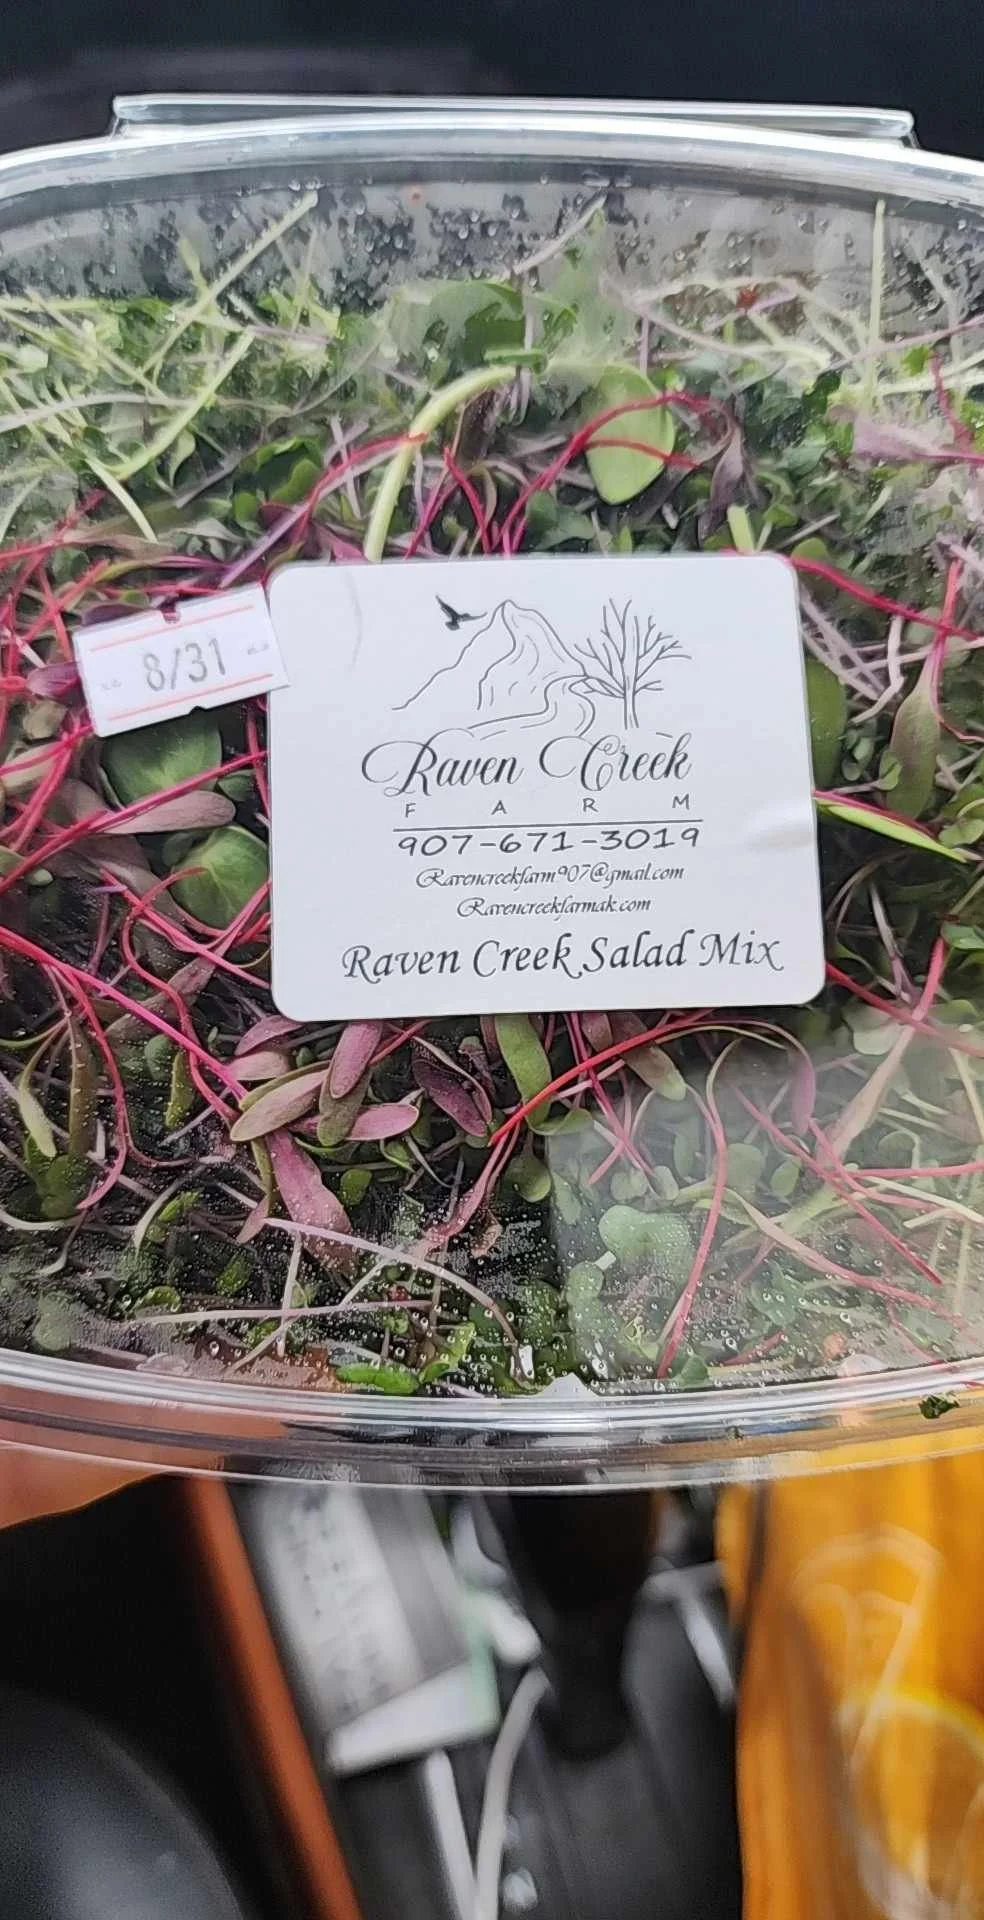 8/31
Raven Creek
FARM
907-671-3019
Ravencreekfarm907@gmail.com
Ravencreekfarmak.com
Raven Creek Salad Mix